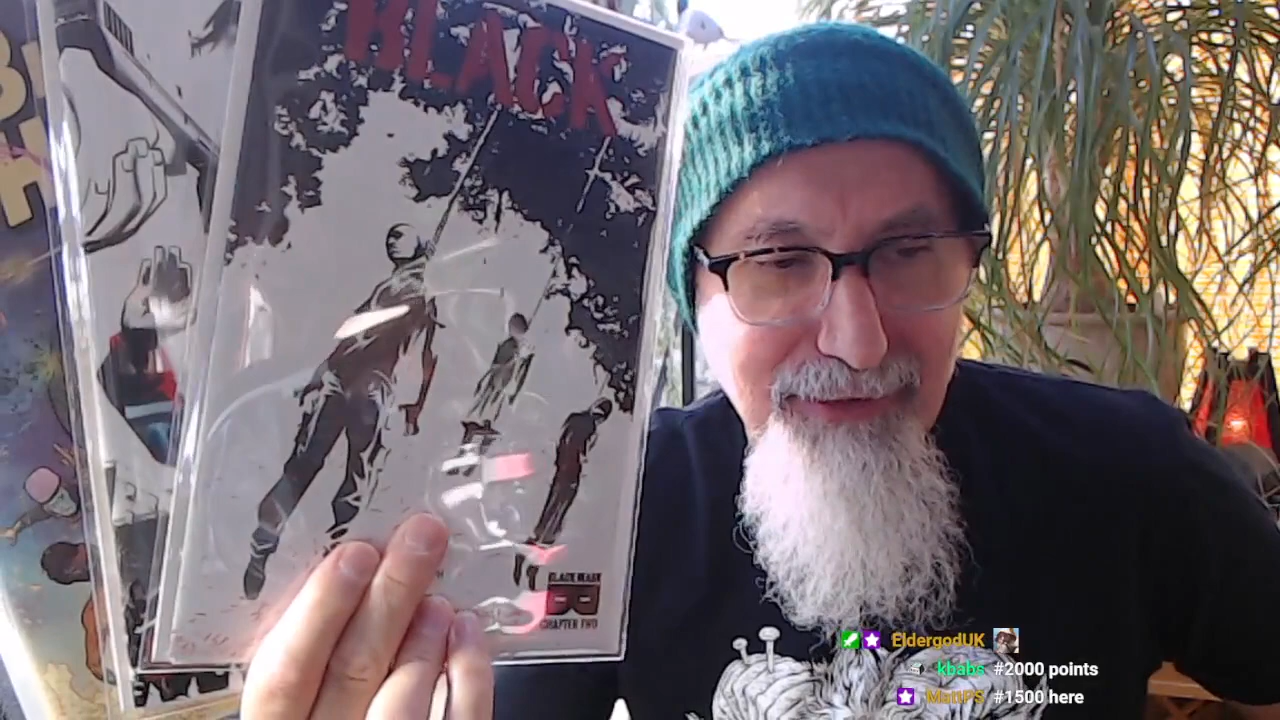 BLACK
BLACK MASK
CHAPTER TWO
EldergodUK
kbabs #2000 points
MattPS #1500 here